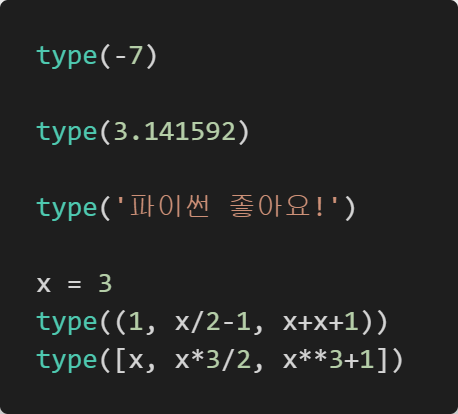 type(-7)
type(3.141592)
type('파이썬 좋아요!')
x = 3
type((1, x/2-1, x+x+1))
type([x, x*3/2, x**3+1])